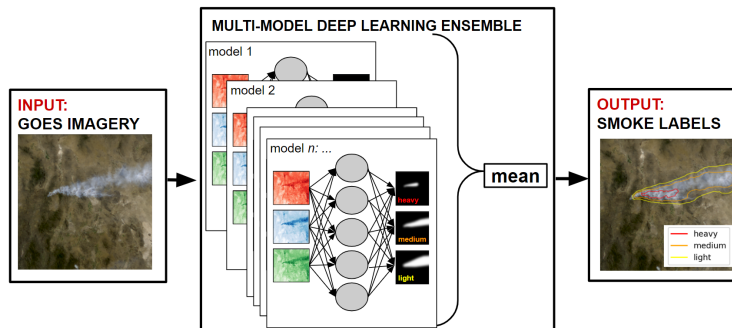 MULTI-MODEL DEEP LEARNING ENSEMBLE
INPUT:
GOES IMAGERY
model 1
model 2
model n: ...
heavy
medium
light
mean
OUTPUT:
SMOKE LABELS
heavy
medium
light